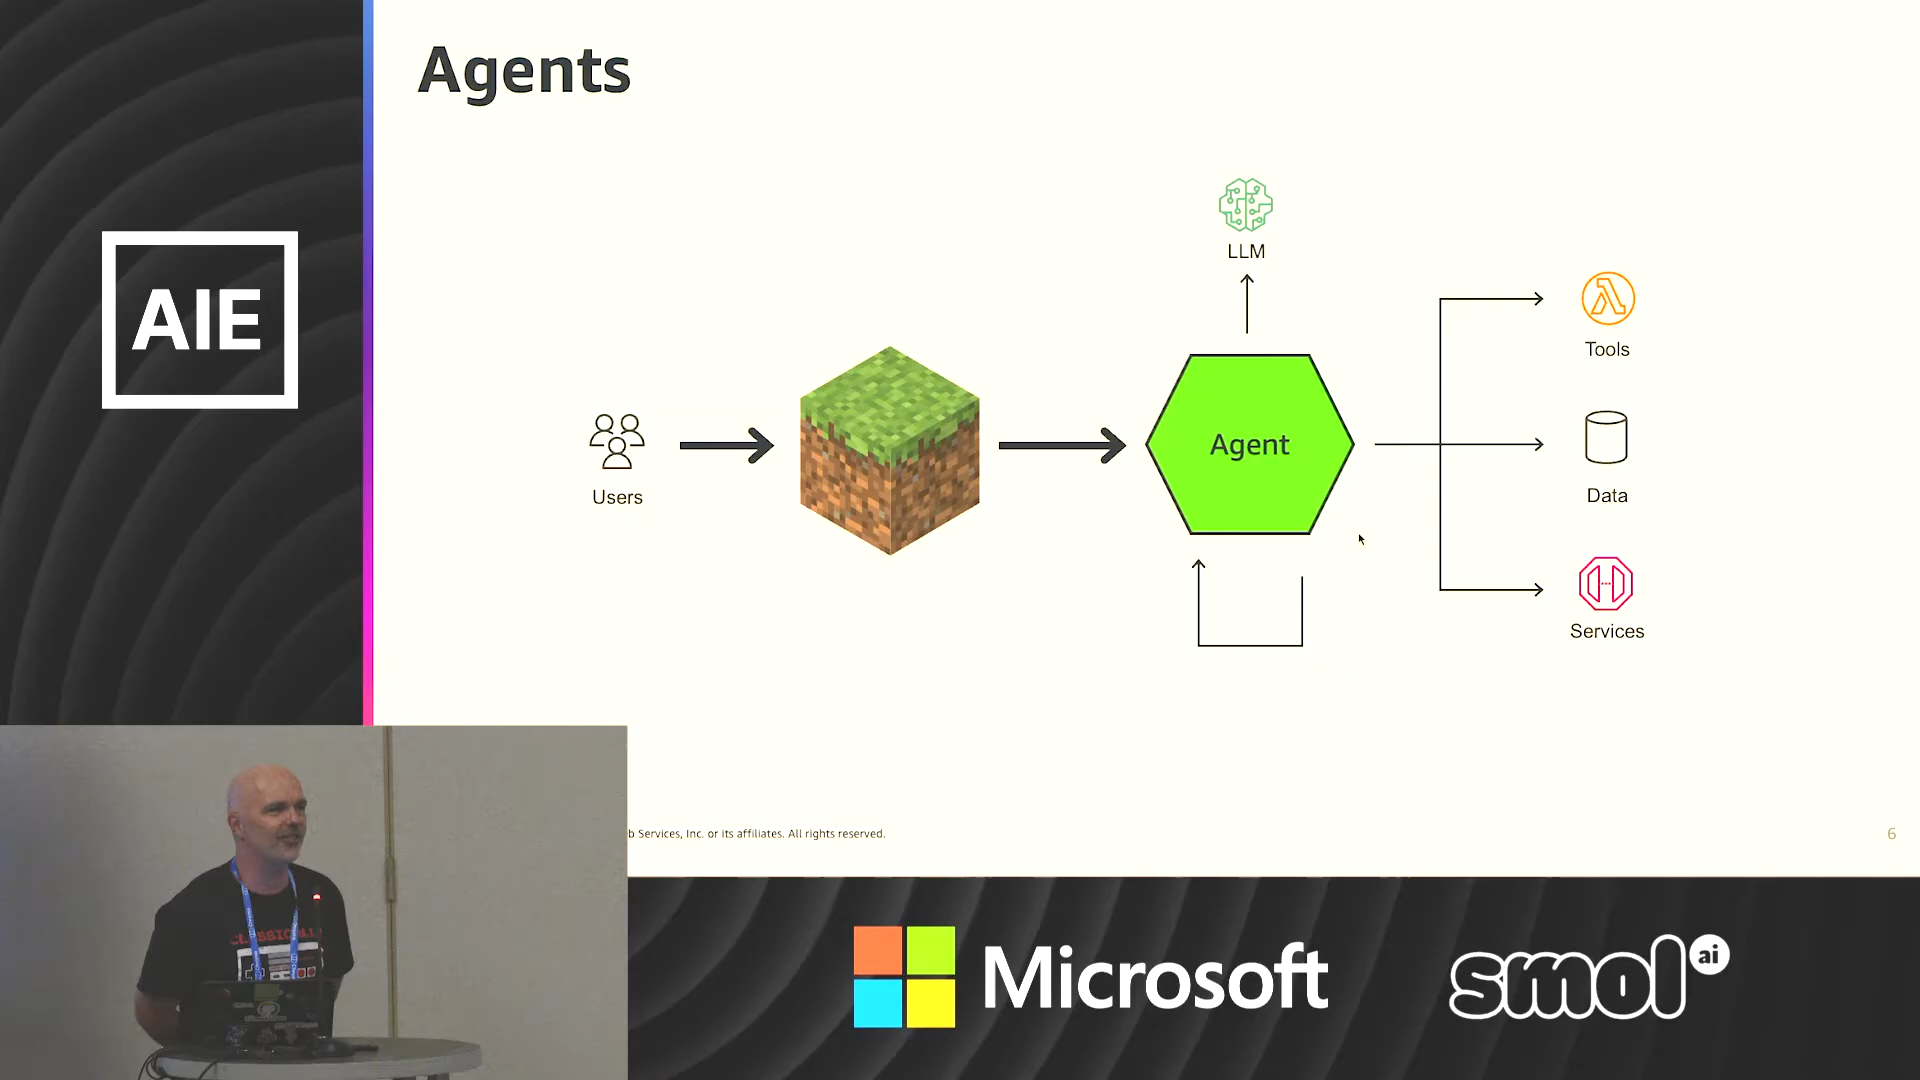 Agents
AIE
LLM
Tools
Agent
Users
Data
Services
b Services, Inc. or its affiliates. All rights reserved.
6
Microsoft
smol ai